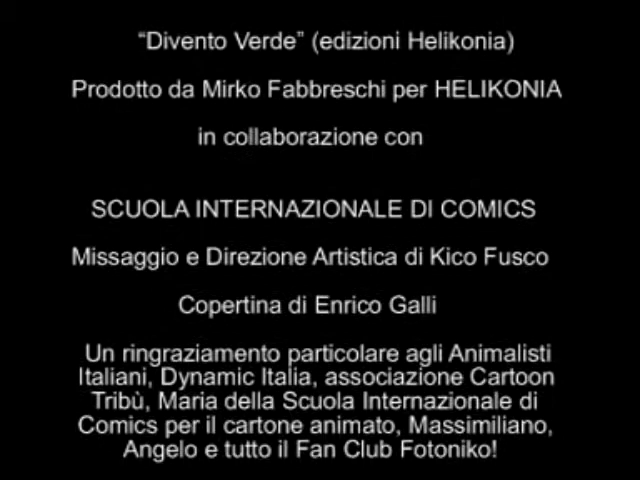 “Divento Verde” (edizioni Helikonia)
Prodotto da Mirko Fabbreschi per HELIKONIA
in collaborazione con
SCUOLA INTERNAZIONALE DI COMICS
Missaggio e Direzione Artistica di Kico Fusco
Copertina di Enrico Galli
Un ringraziamento particolare agli Animalisti
Italiani, Dynamic Italia, associazione Cartoon
Tribù, Maria della Scuola Internazionale di
Comics per il cartone animato, Massimiliano,
Angelo e tutto il Fan Club Fotoniko!